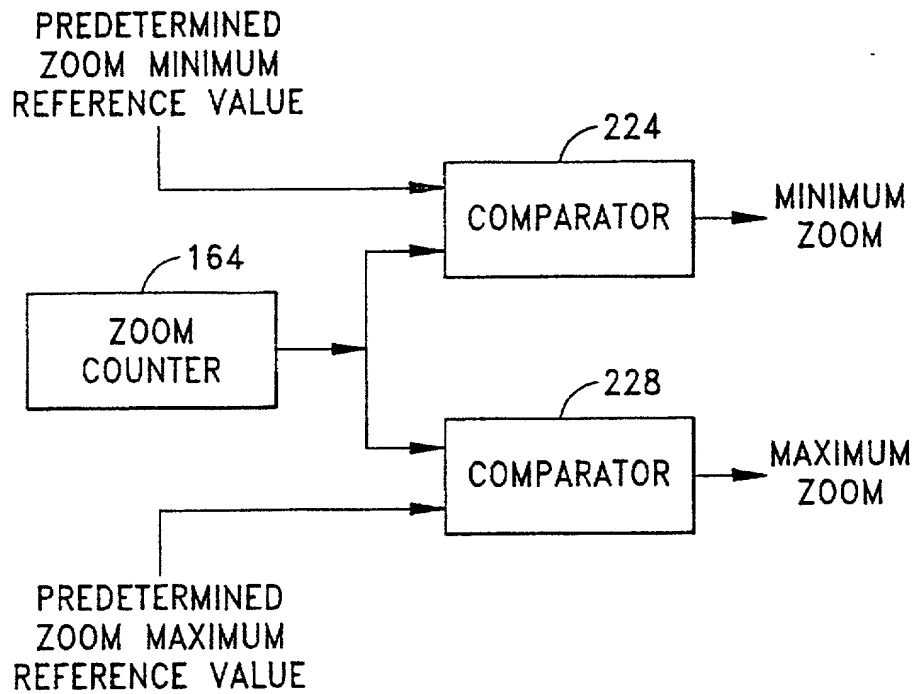 PREDETERMINED
ZOOM MINIMUM
REFERENCE VALUE
224
COMPARATOR
MINIMUM
ZOOM
164
ZOOM
COUNTER
228
COMPARATOR
MAXIMUM
ZOOM
PREDETERMINED
ZOOM MAXIMUM
REFERENCE VALUE